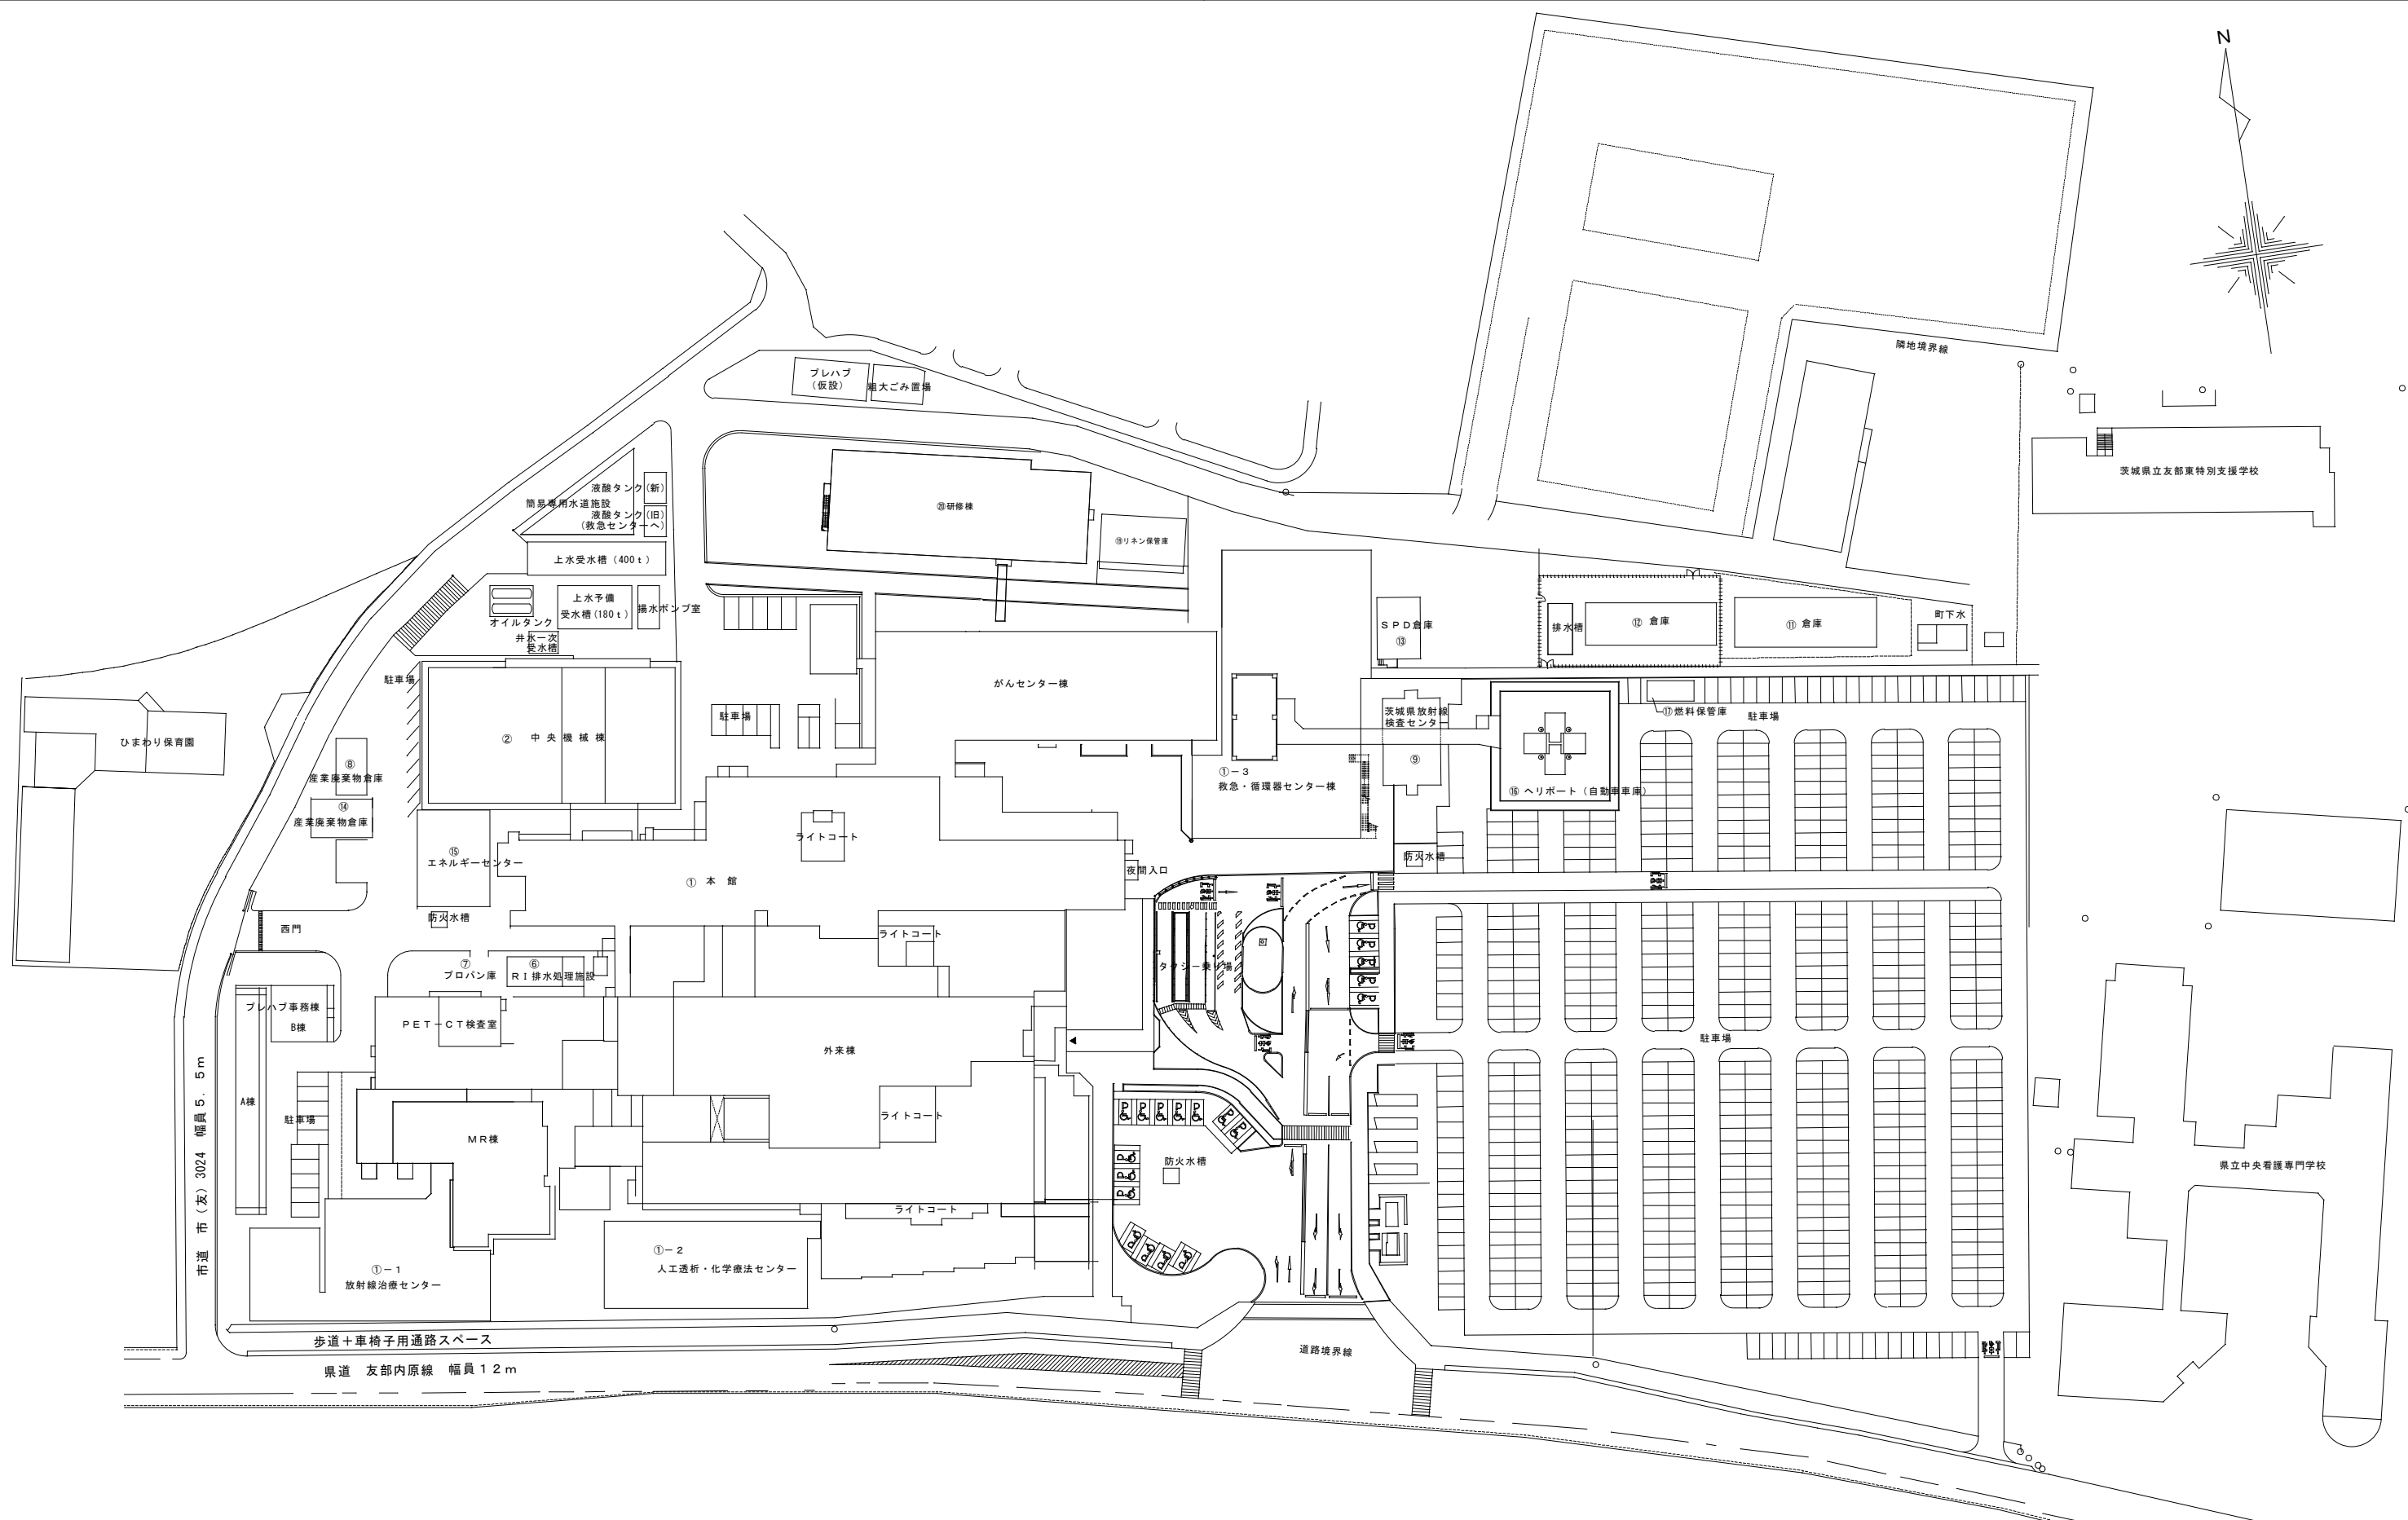 N
プレハブ
(仮設)
粗大ごみ置場
隣地境界線
茨城県立友部東特別支援学校
液酸タンク(新)
簡易専用水道施設
液酸タンク(旧)
(救急センターへ)
上水受水槽(400t)
⑳研修棟
⑲リネン保管庫
上水予備
受水槽(180t)
揚水ポンプ室
オイルタンク
井水一次
受水槽
SPD倉庫
⑬
排水槽
⑫ 倉庫
⑪ 倉庫
町下水
駐車場
がんセンター棟
駐車場
茨城県放射線
検査センター
⑨
⑰燃料保管庫
駐車場
ひまわり保育園
② 中央機械棟
⑧
産業廃棄物倉庫
⑭
産業廃棄物倉庫
①-3
救急・循環器センター棟
⑯ ヘリポート(自動車車庫)
ライトコート
⑮
エネルギーセンター
① 本館
夜間入口
防火水槽
防火水槽
西門
ライトコート
タクシー乗り場
⑦
プロパン庫
⑥
RI排水処理施設
プレハブ事務棟
B棟
PET-CT検査室
外来棟
駐車場
A棟
駐車場
MR棟
ライトコート
防火水槽
県立中央看護専門学校
市道 市(友)3024 幅員5.5m
ライトコート
①-1
放射線治療センター
①-2
人工透析・化学療法センター
歩道+車椅子用通路スペース
県道 友部内原線 幅員12m
道路境界線